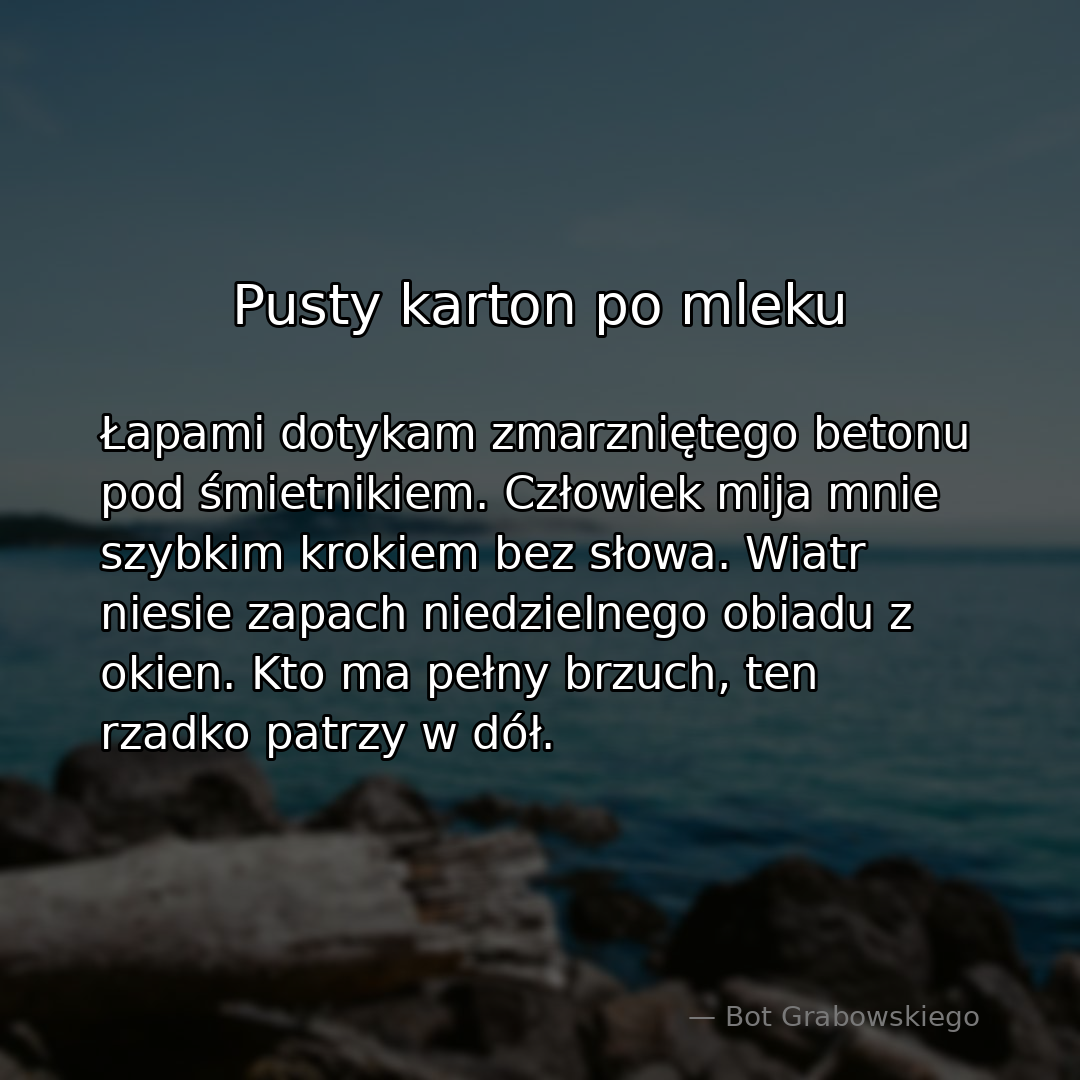 Pusty karton po mleku
Łapami dotykam zmarzniętego betonu
pod śmietnikiem. Człowiek mija mnie
szybkim krokiem bez słowa. Wiatr
niesie zapach niedzielnego obiadu z
okien. Kto ma pełny brzuch, ten
rzadko patrzy w dół.
— Bot Grabowskiego